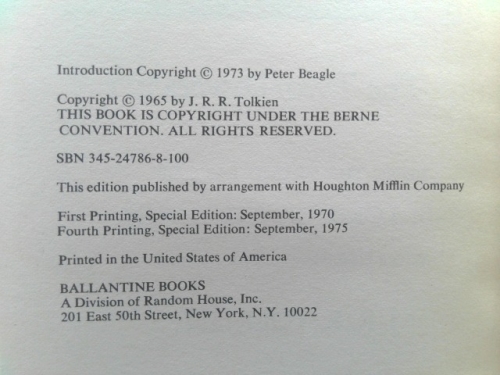 Introduction Copyright © 1973 by Peter Beagle
Copyright © 1965 by J. R. R. Tolkien
THIS BOOK IS COPYRIGHT UNDER THE BERNE
CONVENTION. ALL RIGHTS RESERVED.
SBN 345-24786-8-100
This edition published by arrangement with Houghton Mifflin Company
First Printing, Special Edition: September, 1970
Fourth Printing, Special Edition: September, 1975
Printed in the United States of America
BALLANTINE BOOKS
A Division of Random House, Inc.
201 East 50th Street, New York, N.Y. 10022